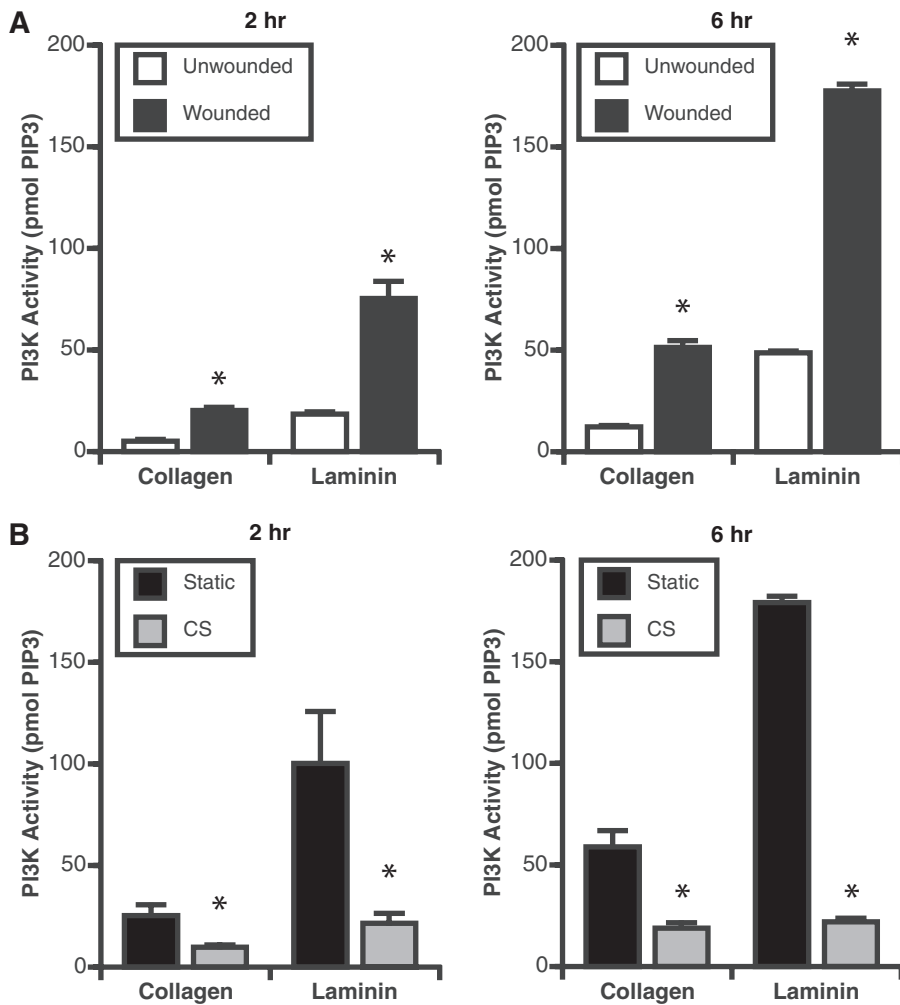 A
2 hr
PI3K Activity (pmol PIP3)
200
150
100
50
0
Unwounded
Wounded
*
*
Collagen
Laminin
6 hr
PI3K Activity (pmol PIP3)
200
150
100
50
0
Unwounded
Wounded
*
*
Collagen
Laminin
B
2 hr
PI3K Activity (pmol PIP3)
200
150
100
50
0
Static
CS
*
*
Collagen
Laminin
6 hr
PI3K Activity (pmol PIP3)
200
150
100
50
0
Static
CS
*
*
Collagen
Laminin